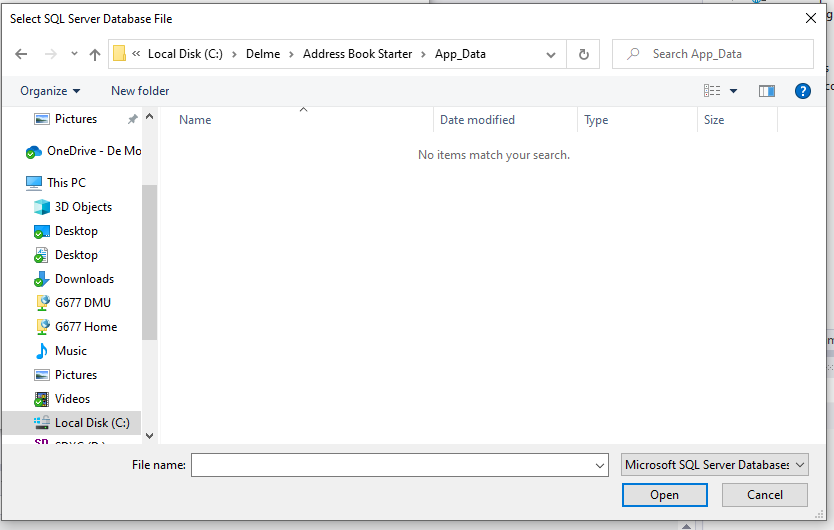 Select SQL Server Database File
« Local Disk (C:) > Delme > Address Book Starter > App_Data
Search App_Data
Organize
New folder
Name
Date modified
Type
Size
No items match your search.
Pictures
OneDrive - De Mo
This PC
3D Objects
Desktop
Desktop
Downloads
G677 DMU
G677 Home
Music
Pictures
Videos
Local Disk (C:)
File name:
Microsoft SQL Server Databases
Open
Cancel